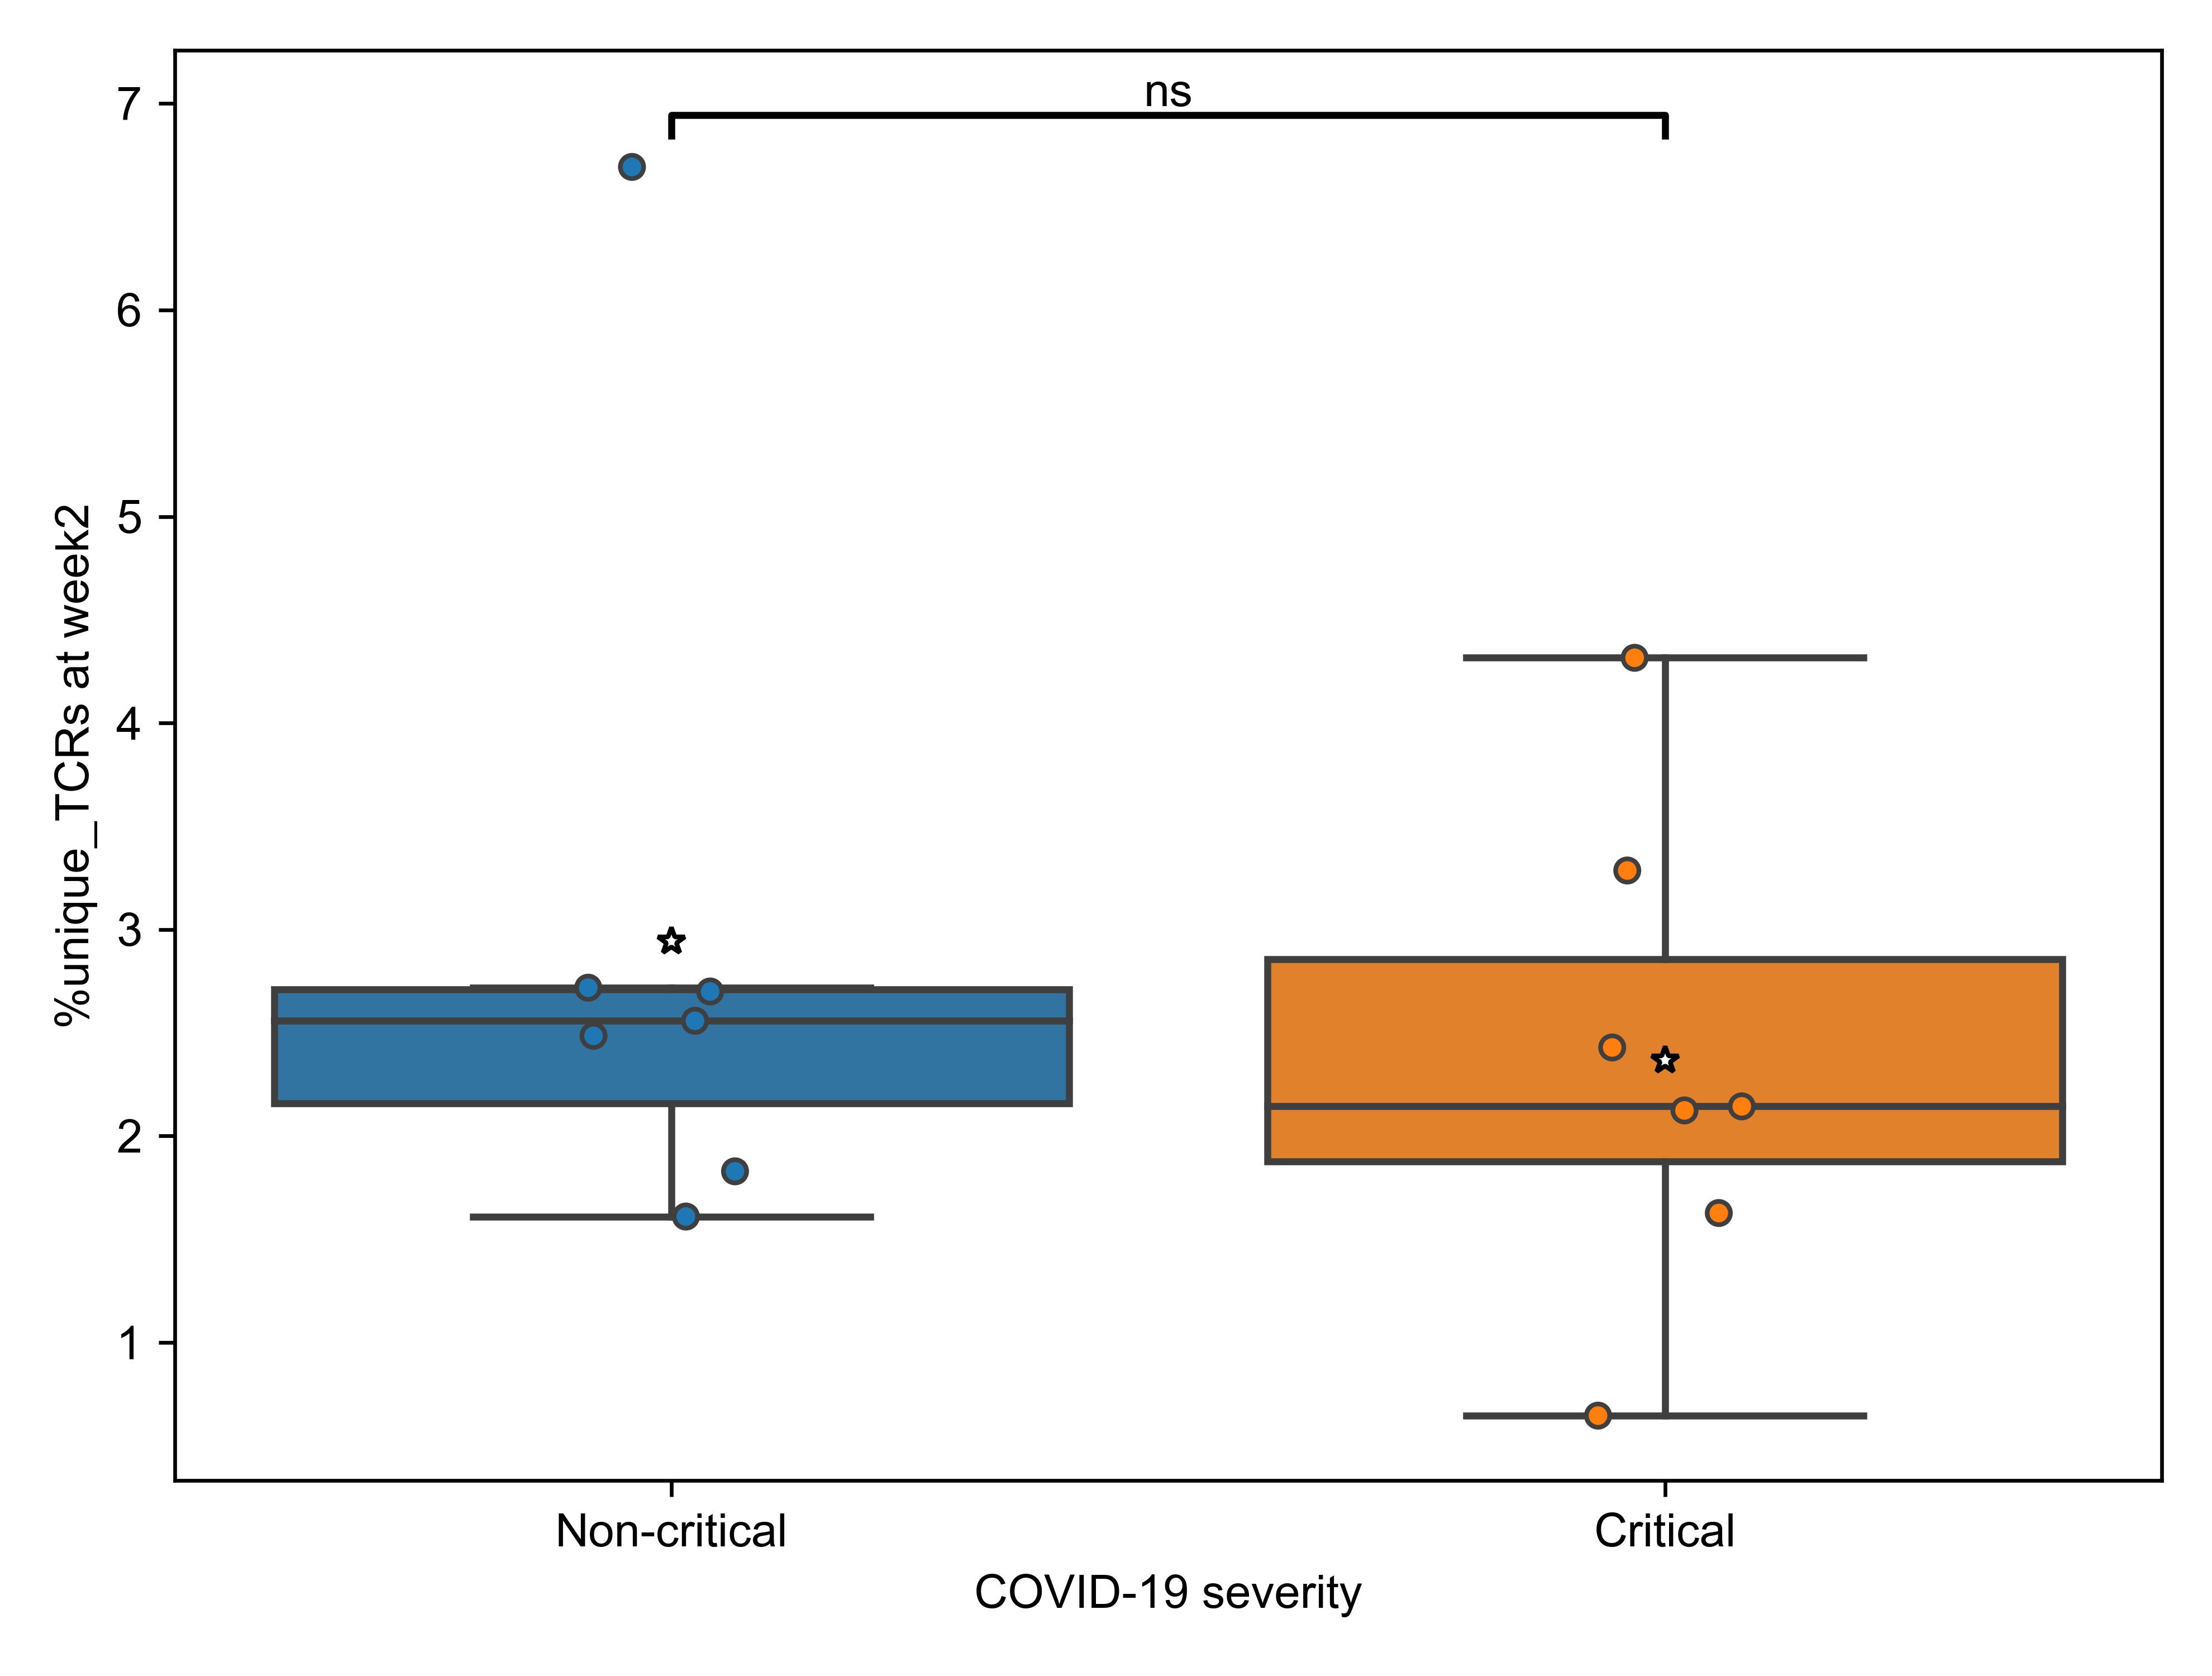 ns
7
6
5
4
3
2
1
%unique_TCRs at week2
Non-critical
Critical
COVID-19 severity